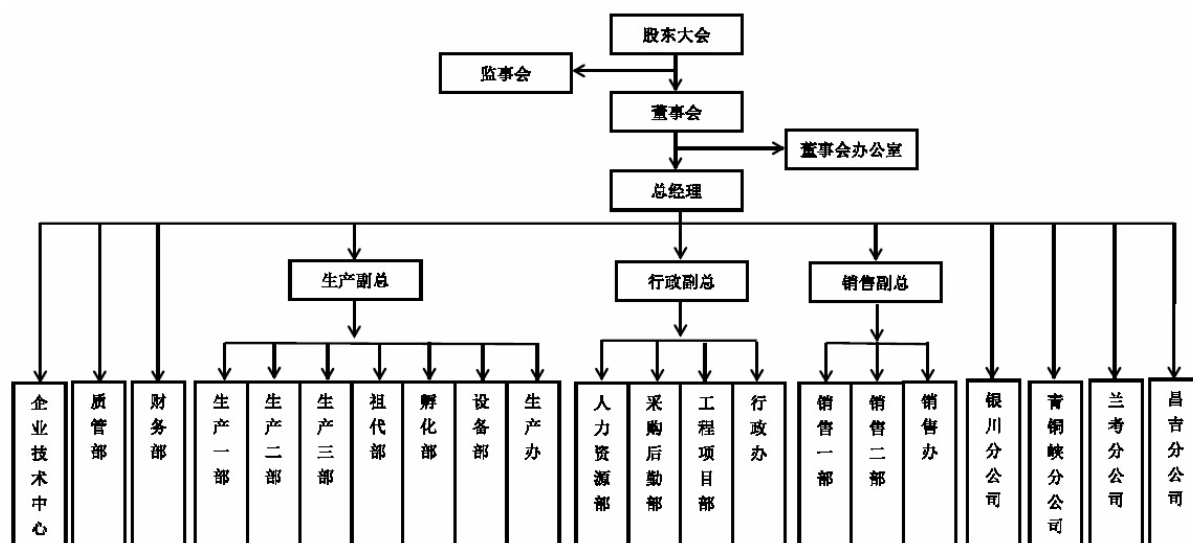 股东大会
监事会
董事会
董事会办公室
总经理
生产副总
行政副总
销售副总
企业技术中心
质管部
财务部
生产一部
生产二部
生产三部
祖代部
孵化部
设备部
生产办
人力资源部
采购后勤部
工程项目部
行政办
销售一部
销售二部
销售办
银川分公司
青铜峡分公司
兰考分公司
昌吉分公司